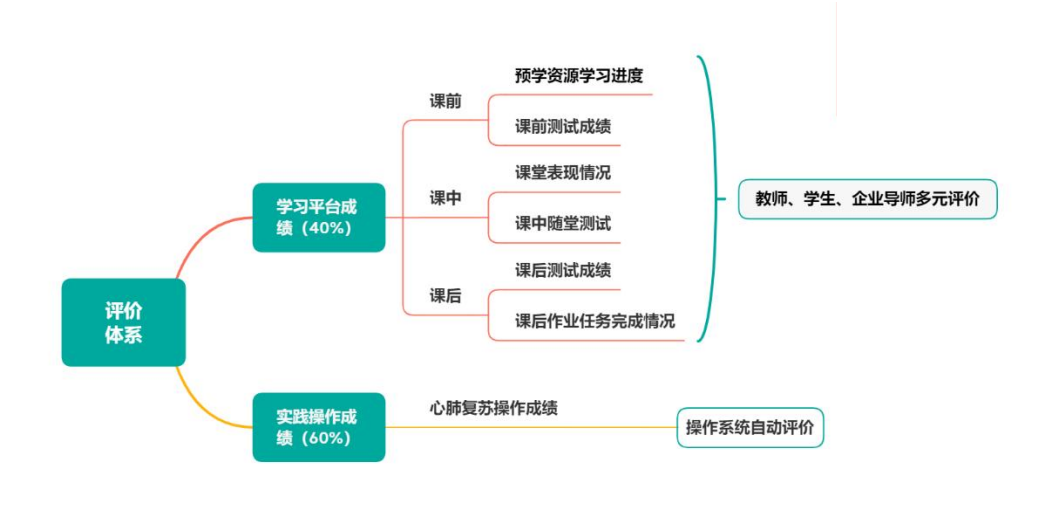 预学资源学习进度
课前
课前测试成绩
课堂表现情况
学习平台成
绩（40%）
课中
教师、学生、企业导师多元评价
课中随堂测试
课后测试成绩
课后
课后作业任务完成情况
评价
体系
实践操作成
绩（60%）
心肺复苏操作成绩
操作系统自动评价